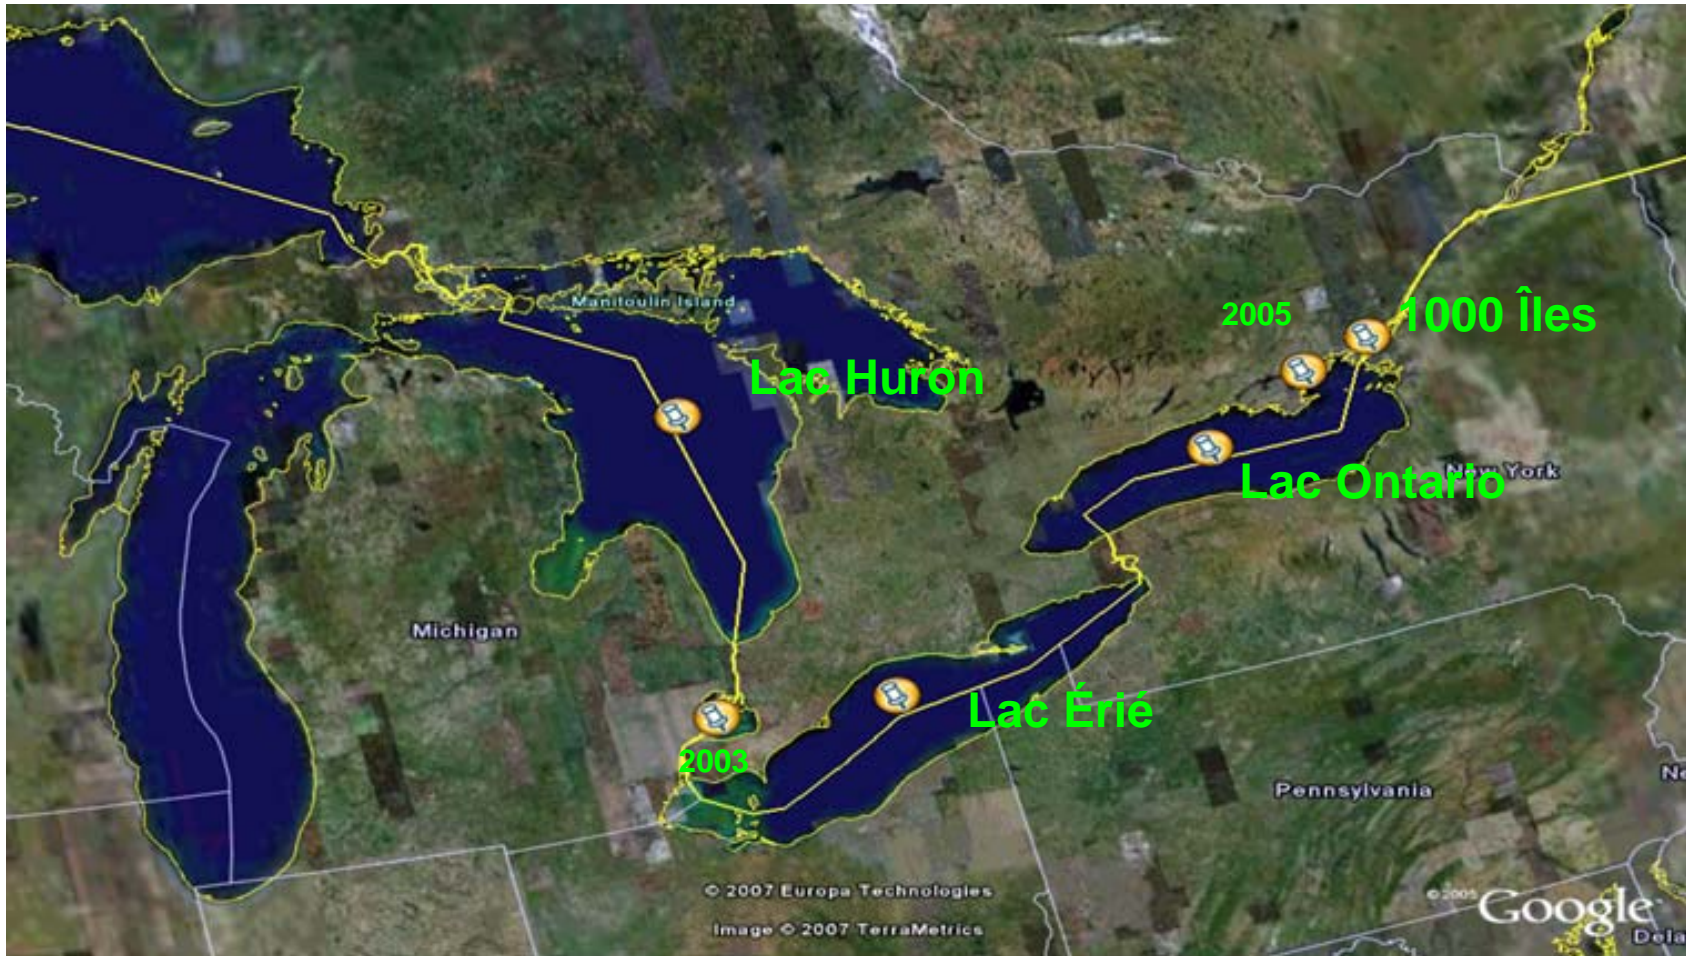 Manitoulin Island
2005
1000 Îles
Lac Huron
New York
Lac Ontario
Michigan
Lac Érié
2003
Pennsylvania
© 2007 Europa Technologies
© 2005 Google
Image © 2007 TerraMetrics